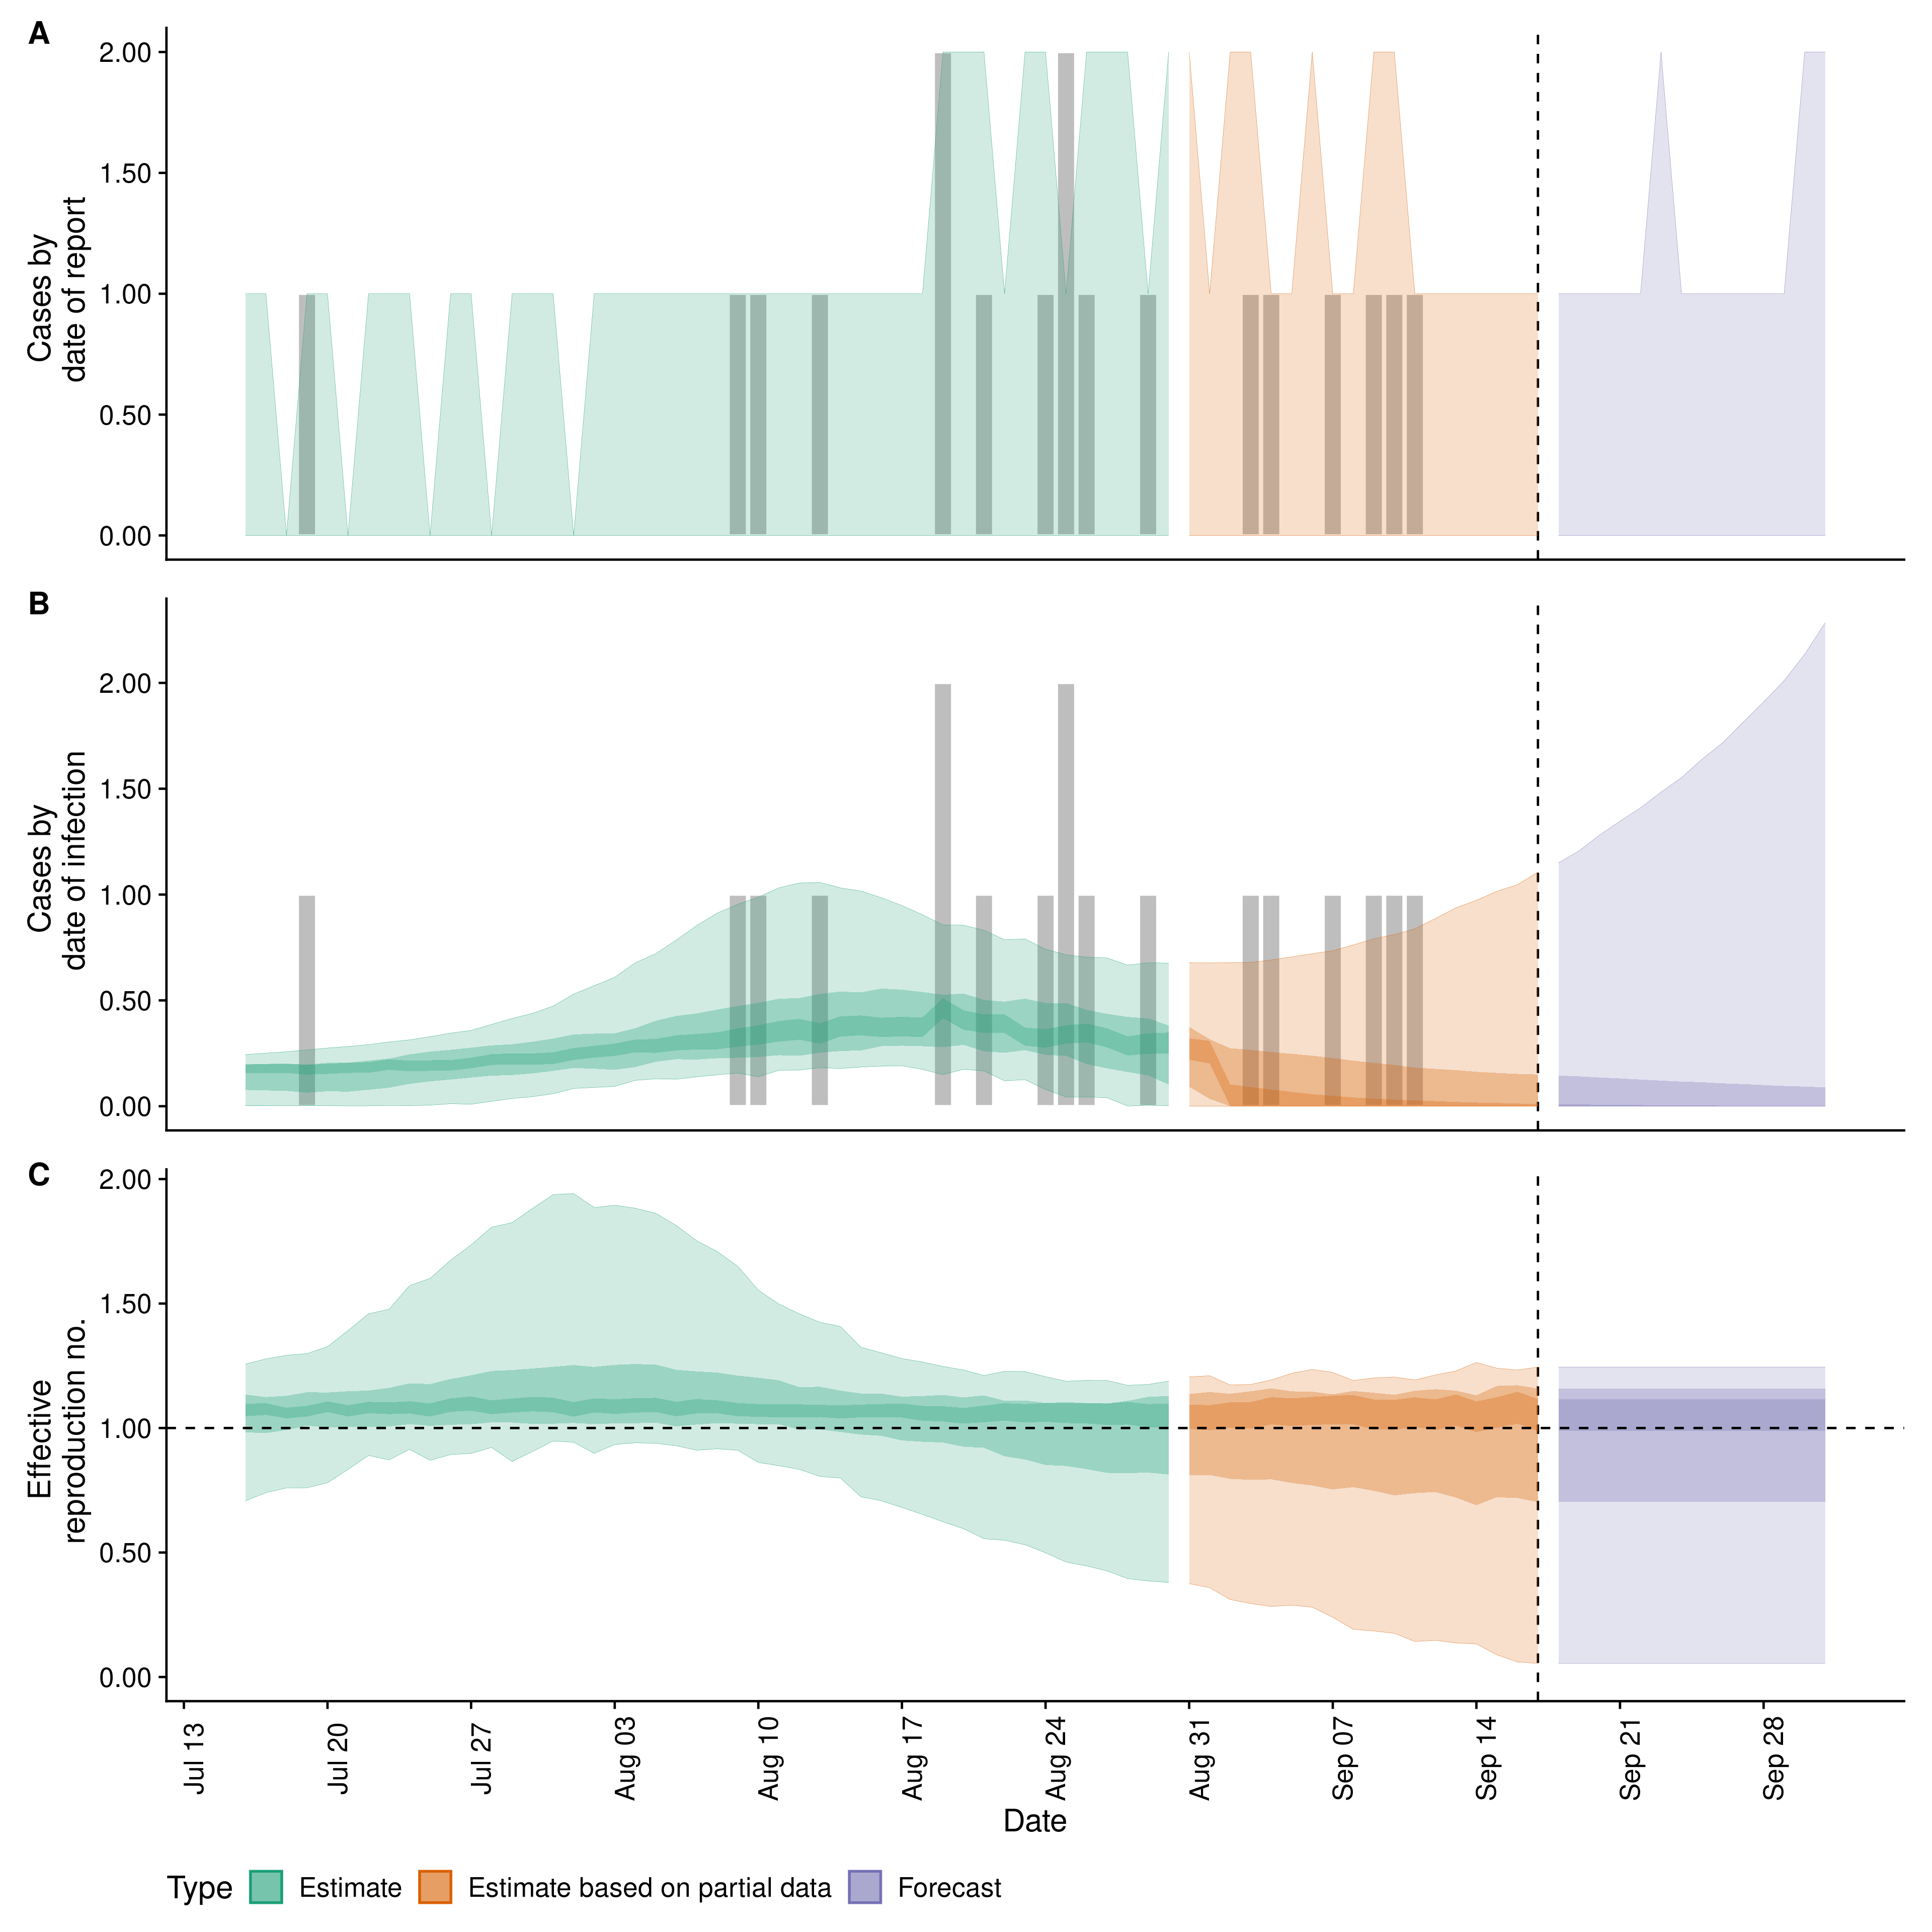 A
Cases by
date of report
2.00
1.50
1.00
0.50
0.00
B
Cases by
date of infection
2.00
1.50
1.00
0.50
0.00
C
Effective
reproduction no.
2.00
1.50
1.00
0.50
0.00
Jul 13
Jul 20
Jul 27
Aug 03
Aug 10
Aug 17
Aug 24
Aug 31
Sep 07
Sep 14
Sep 21
Sep 28
Date
Type Estimate Estimate based on partial data Forecast